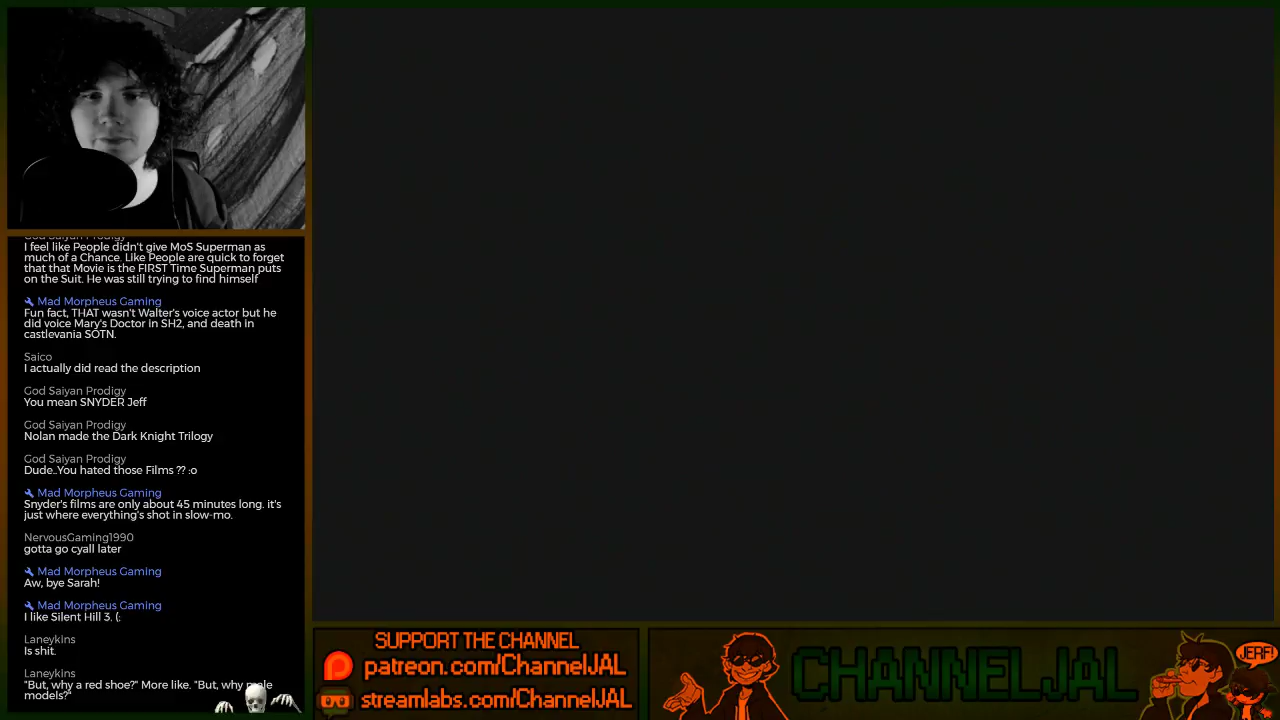 God Saiyan Prodigy
I feel like People didn't give MoS Superman as
much of a Chance. Like People are quick to forget
that that Movie is the FIRST Time Superman puts
on the Suit. He was still trying to find himself
Mad Morpheus Gaming
Fun fact, THAT wasn't Walter's voice actor but he
did voice Mary's Doctor in SH2, and death in
castlevania SOTN.
Saico
I actually did read the description
God Saiyan Prodigy
You mean SNYDER Jeff
God Saiyan Prodigy
Nolan made the Dark Knight Trilogy
God Saiyan Prodigy
Dude..You hated those Films ?? :o
Mad Morpheus Gaming
Snyder's films are only about 45 minutes long. it's
just where everything's shot in slow-mo.
NervousGaming1990
gotta go cyall later
Mad Morpheus Gaming
Aw, bye Sarah!
Mad Morpheus Gaming
I like Silent Hill 3. (:
Laneykins
Is shit.
Laneykins
"But, why a red shoe?" More like. "But, why male
models?"
SUPPORT THE CHANNEL
patreon.com/ChannelJAL
streamlabs.com/ChannelJAL
CHANNELJAL
JERF!